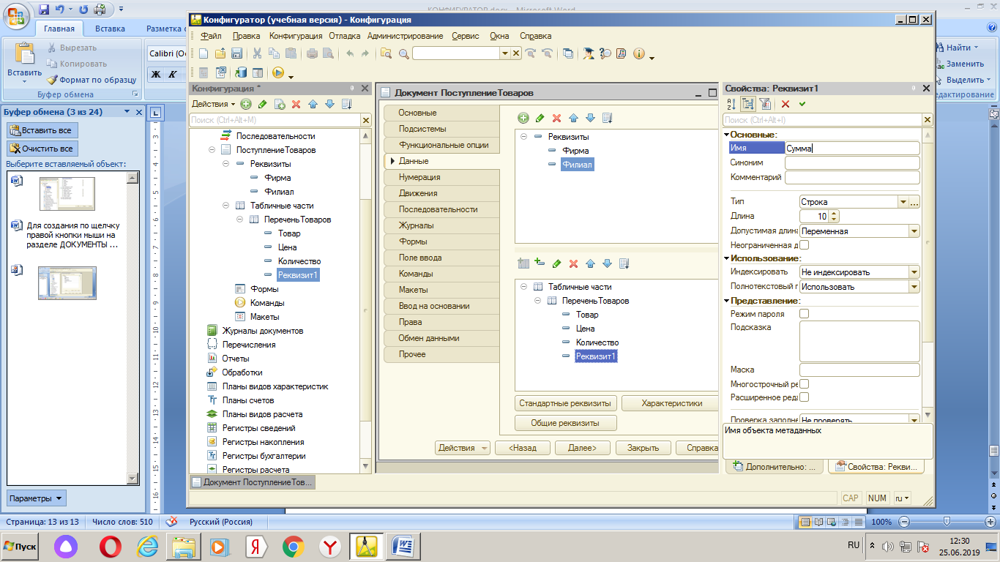 КОНФИГУРАТОР.docx - Microsoft Word
Главная
Вставка
Разметка с
Вставить
Вырезать
Копировать
Формат по образцу
Буфер обмена
Calibri (Ос
Ж К
Найти
Заменить
Выделить
едактирование
Буфер обмена (3 из 24)
Вставить все
Очистить все
Выберите вставляемый объект:
Для создания по щелчку
правой кнопки мыши на
разделе ДОКУМЕНТЫ ...
Параметры
Конфигуратор (учебная версия) - Конфигурация
Файл Правка Конфигурация Отладка Администрирование Сервис Окна Справка
Конфигурация *
Действия
Поиск (Ctrl+Alt+M)
Последовательности
ПоступлениеТоваров
Реквизиты
Фирма
Филиал
Табличные части
ПереченьТоваров
Товар
Цена
Количество
Реквизит1
Формы
Команды
Макеты
Журналы документов
Перечисления
Отчеты
Обработки
Планы видов характеристик
Планы счетов
Планы видов расчета
Регистры сведений
Регистры накопления
Регистры бухгалтерии
Регистры расчета
Документ ПоступлениеТоваров
Основные
Подсистемы
Функциональные опции
Данные
Нумерация
Движения
Последовательности
Журналы
Формы
Поле ввода
Команды
Макеты
Ввод на основании
Права
Обмен данными
Прочее
Реквизиты
Фирма
Филиал
Табличные части
ПереченьТоваров
Товар
Цена
Количество
Реквизит1
Стандартные реквизиты
Характеристики
Общие реквизиты
Действия
<Назад
Далее>
Закрыть
Справка
Свойства: Реквизит1
Поиск (Ctrl+Alt+I)
Основные:
Имя Сумма
Синоним
Комментарий
Тип Строка
Длина 10
Допустимая длина Переменная
Неограниченная д
Использование:
Индексировать Не индексировать
Полнотекстовый п Использовать
Представление:
Режим пароля
Подсказка
Маска
Многострочный ре
Расширенное реда
Проверка заполне Не проверять
Имя объекта метаданных
Дополнительно: ...
Свойства: Рекви...
Документ ПоступлениеТов...
CAP NUM ru
Страница: 13 из 13 Число слов: 510 Русский (Россия)
100%
Пуск
RU
12:30
25.06.2019